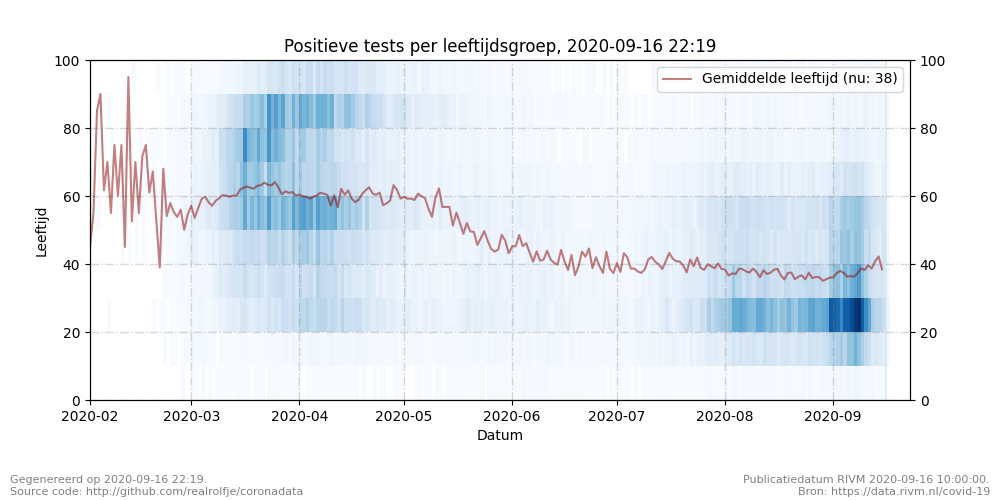 Positieve tests per leeftijdsgroep, 2020-09-16 22:19
Gemiddelde leeftijd (nu: 38)
100
80
60
40
20
0
Leeftijd
100
80
60
40
20
0
2020-02 2020-03 2020-04 2020-05 2020-06 2020-07 2020-08 2020-09
Datum
Gegenereerd op 2020-09-16 22:19.
Source code: http://github.com/realrolfje/coronadata
Publicatiedatum RIVM 2020-09-16 10:00:00.
Bron: https://data.rivm.nl/covid-19